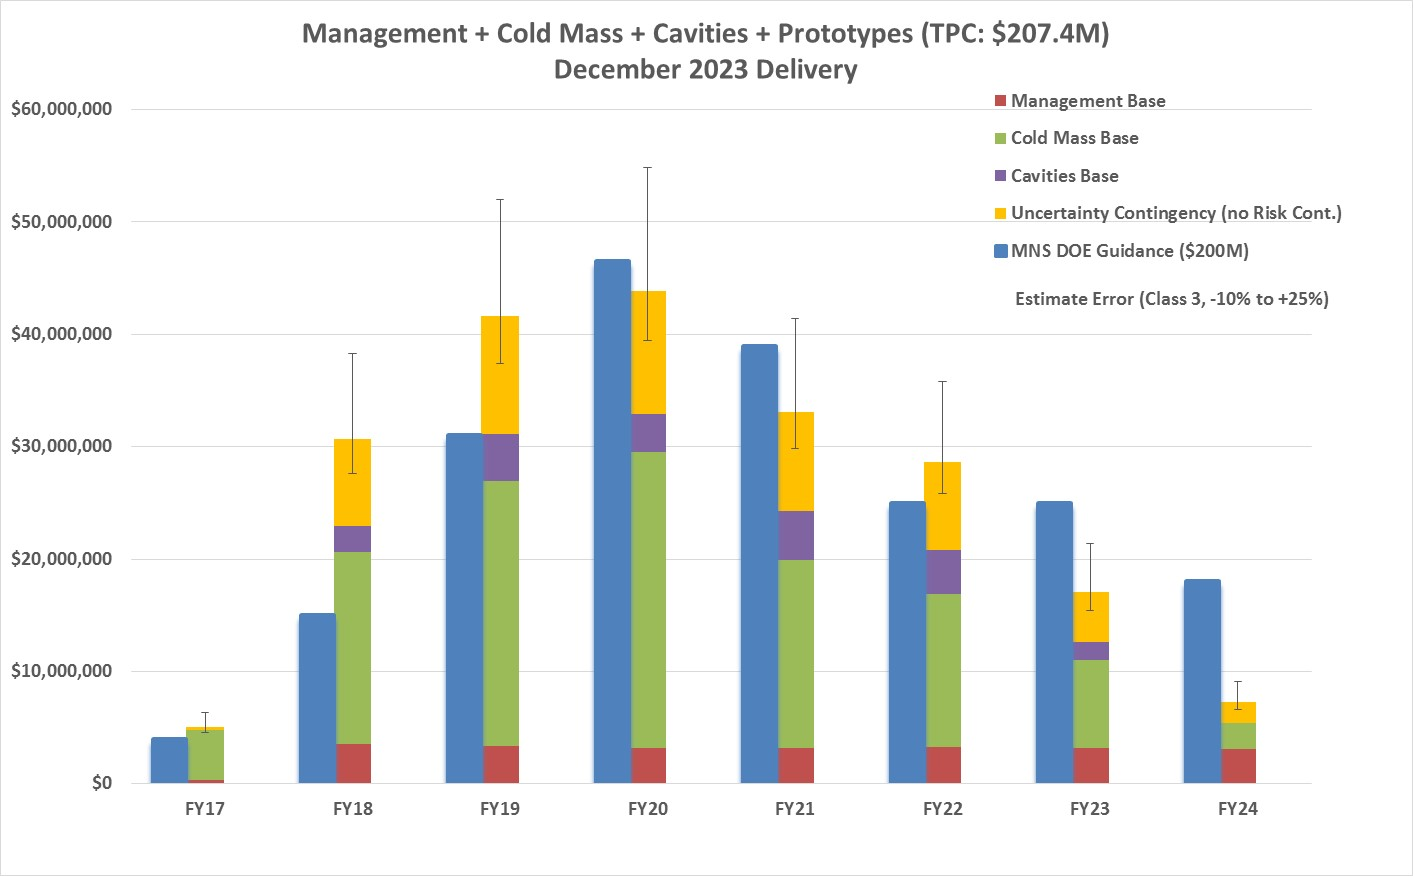 Management + Cold Mass + Cavities + Prototypes (TPC: $207.4M)
December 2023 Delivery
$60,000,000
$50,000,000
$40,000,000
$30,000,000
$20,000,000
$10,000,000
$0
Management Base
Cold Mass Base
Cavities Base
Uncertainty Contingency (no Risk Cont.)
MNS DOE Guidance ($200M)
Estimate Error (Class 3, -10% to +25%)
FY17 FY18 FY19 FY20 FY21 FY22 FY23 FY24